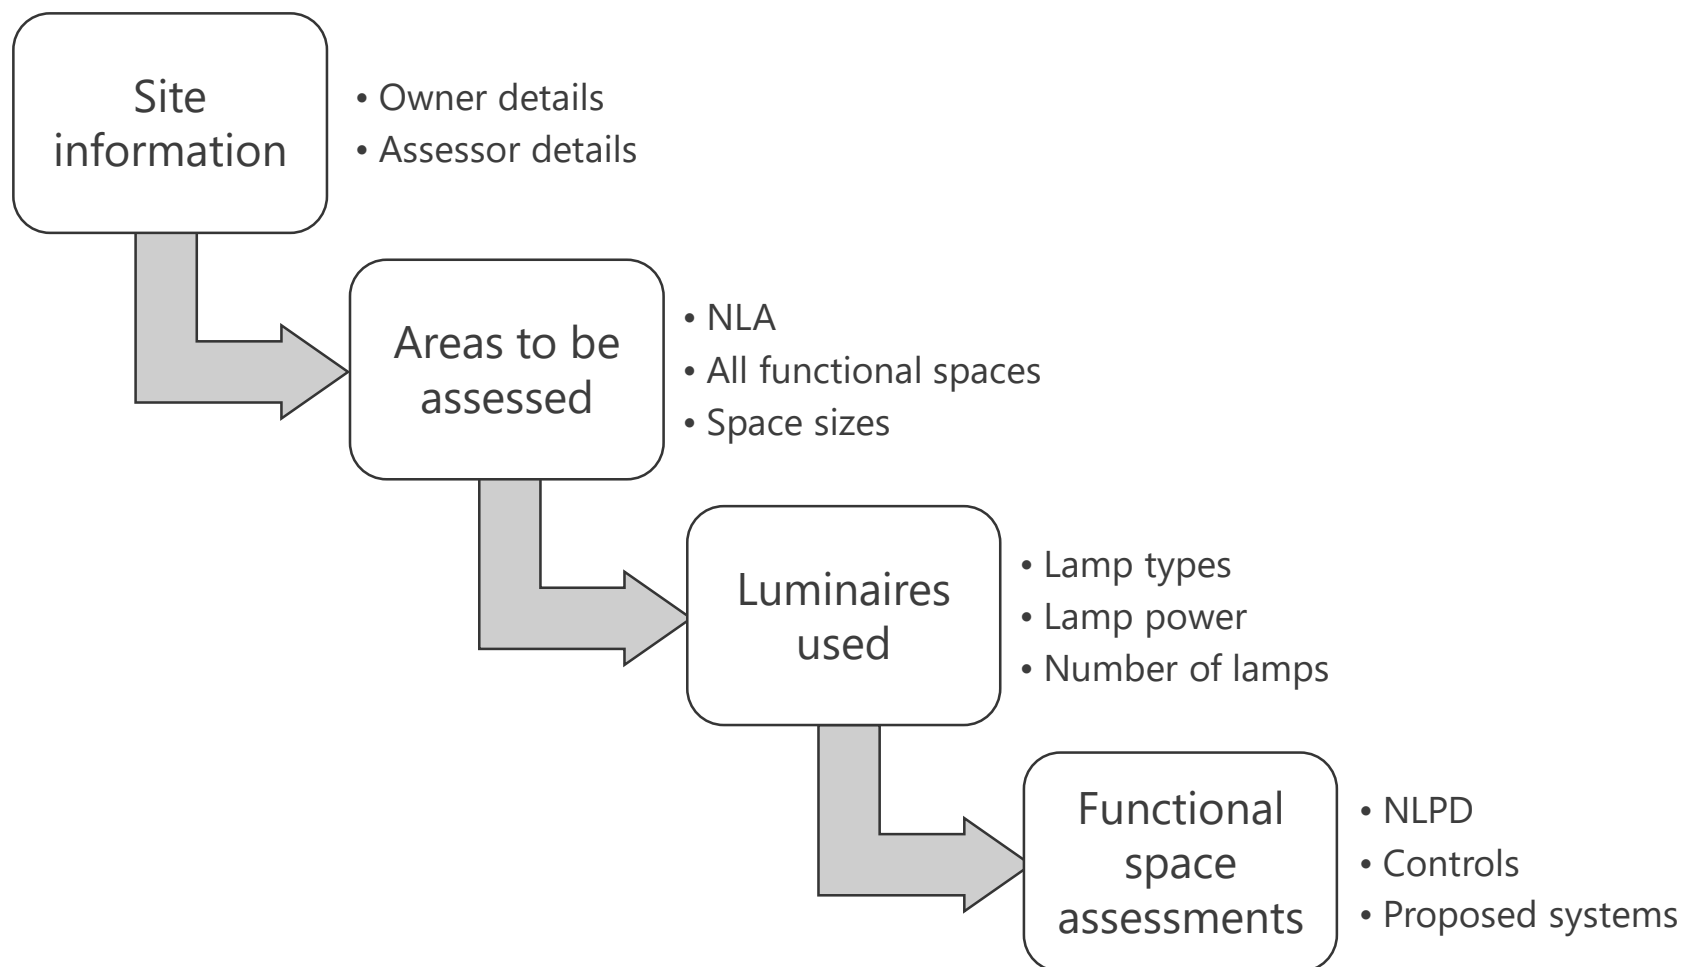 Site
information
• Owner details
• Assessor details
Areas to be
assessed
• NLA
• All functional spaces
• Space sizes
Luminaires
used
• Lamp types
• Lamp power
• Number of lamps
Functional
space
assessments
• NLPD
• Controls
• Proposed systems